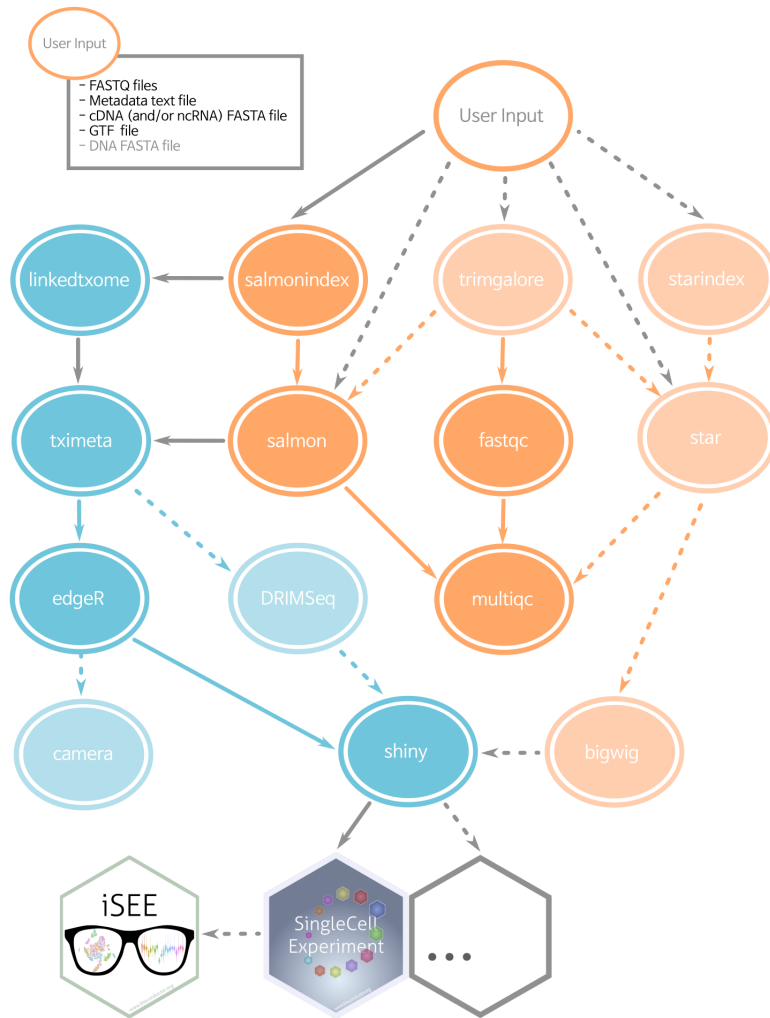 User Input
- FASTQ files
- Metadata text file
- cDNA (and/or ncRNA) FASTA file
- GTF file
- DNA FASTA file
User Input
linkedtxome
salmonindex
trimgalore
starindex
tximeta
salmon
fastqc
star
edgeR
DRIMSeq
multiqc
camera
shiny
bigwig
iSEE
SingleCell
Experiment
...